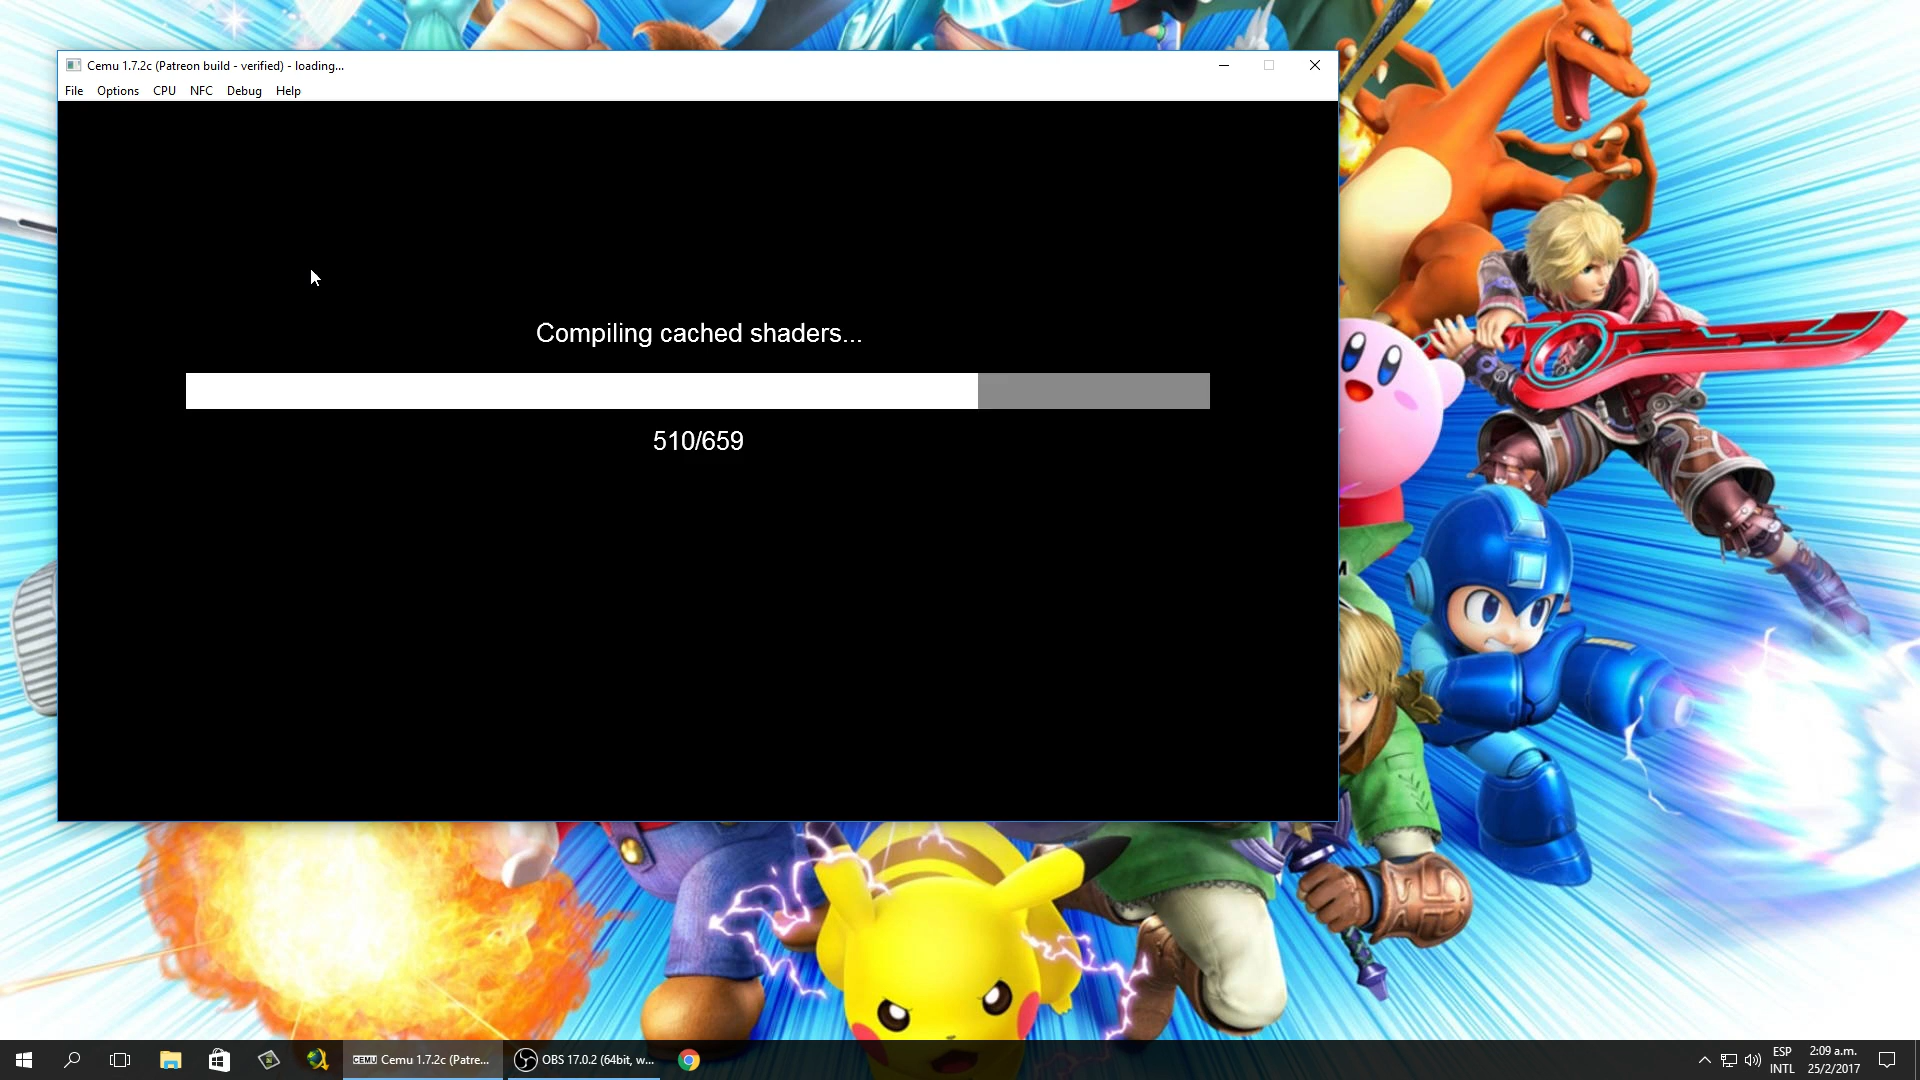 Cemu 1.7.2c (Patreon build - verified) - loading...
File Options CPU NFC Debug Help
Compiling cached shaders...
510/659
CEMU Cemu 1.7.2c (Patre...
OBS 17.0.2 (64bit, w...
ESP
INTL
2:09 a.m.
25/2/2017